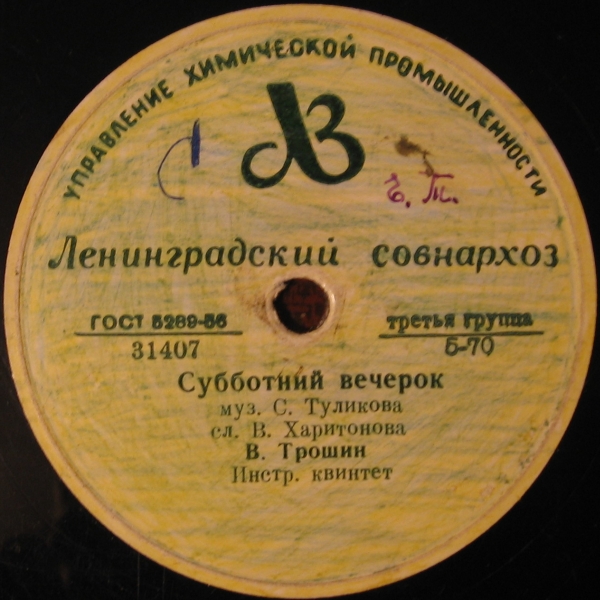 УПРАВЛЕНИЕ ХИМИЧЕСКОЙ ПРОМЫШЛЕННОСТИ
ЛЗ
Ленинградский совнархоз
ГОСТ 5289-56
третья группа
31407
5-70
Субботний вечерок
муз. С. Туликова
сл. В. Харитонова
В. Трошин
Инстр. квинтет